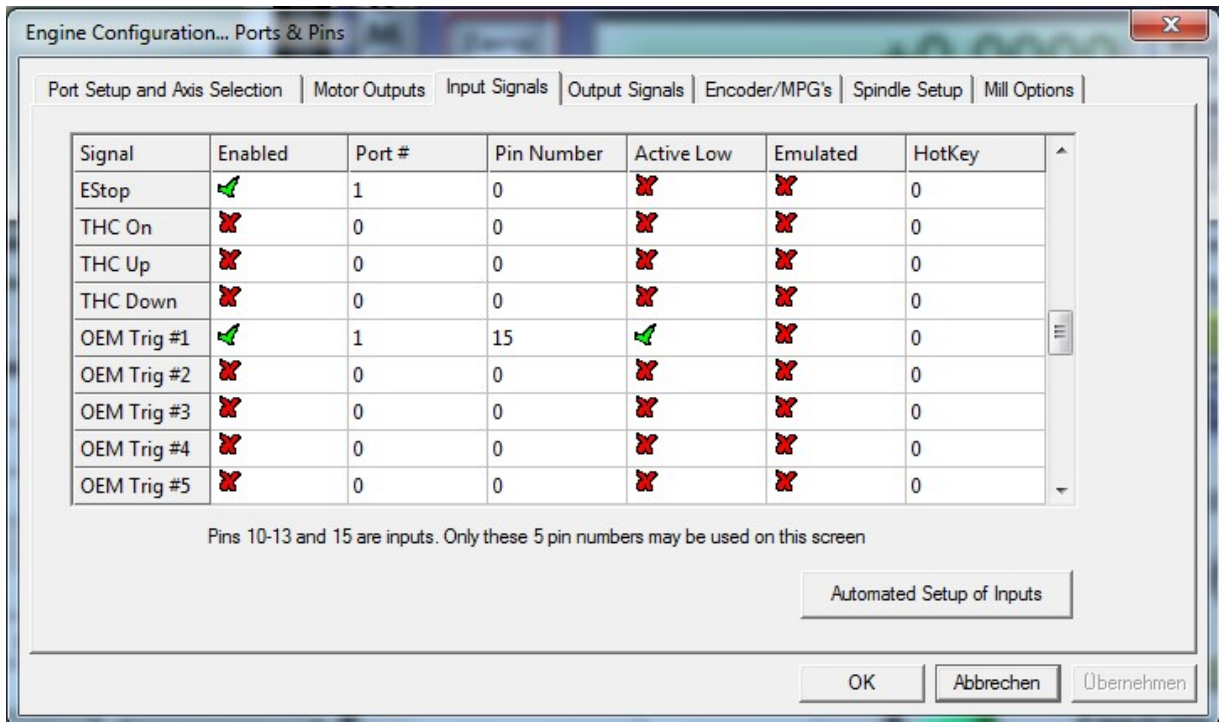 Engine Configuration... Ports & Pins
Port Setup and Axis Selection Motor Outputs Input Signals Output Signals Encoder/MPG's Spindle Setup Mill Options
Signal Enabled Port # Pin Number Active Low Emulated HotKey
EStop 1 0 0
THC On 0 0 0
THC Up 0 0 0
THC Down 0 0 0
OEM Trig #1 1 15 0
OEM Trig #2 0 0 0
OEM Trig #3 0 0 0
OEM Trig #4 0 0 0
OEM Trig #5 0 0 0
Pins 10-13 and 15 are inputs. Only these 5 pin numbers may be used on this screen
Automated Setup of Inputs
OK Abbrechen Übernehmen